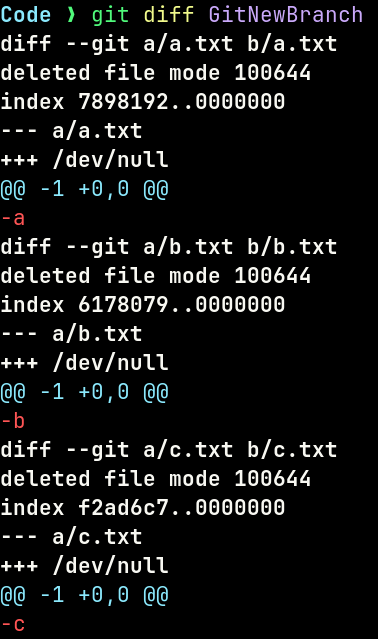 Code ❯ git diff GitNewBranch
diff --git a/a.txt b/a.txt
deleted file mode 100644
index 7898192..0000000
--- a/a.txt
+++ /dev/null
@@ -1 +0,0 @@
-a
diff --git a/b.txt b/b.txt
deleted file mode 100644
index 6178079..0000000
--- a/b.txt
+++ /dev/null
@@ -1 +0,0 @@
-b
diff --git a/c.txt b/c.txt
deleted file mode 100644
index f2ad6c7..0000000
--- a/c.txt
+++ /dev/null
@@ -1 +0,0 @@
-c